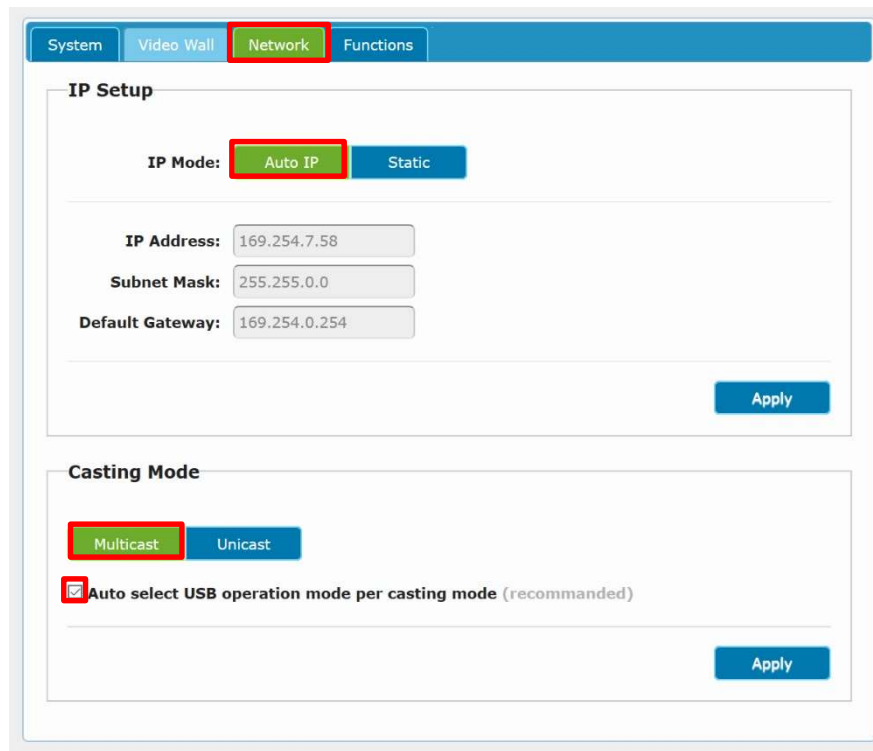 System Video Wall Network Functions
IP Setup
IP Mode: Auto IP Static
IP Address: 169.254.7.58
Subnet Mask: 255.255.0.0
Default Gateway: 169.254.0.254
Apply
Casting Mode
Multicast Unicast
Auto select USB operation mode per casting mode (recommanded)
Apply